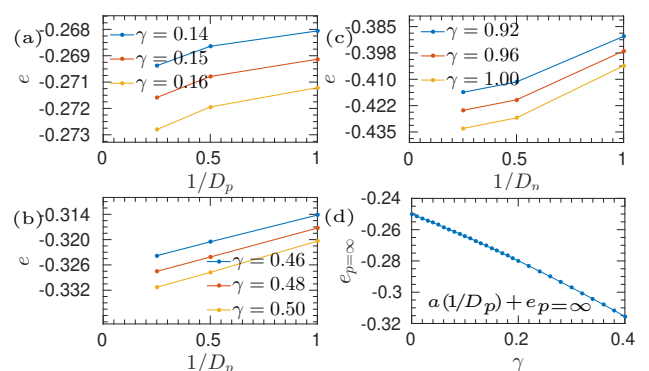 (a)
-0.268
-0.269
-0.271
-0.272
-0.273
e
γ = 0.14
γ = 0.15
γ = 0.16
0 0.5 1
1/D_p
(c)
-0.385
-0.398
-0.410
-0.422
-0.435
e
γ = 0.92
γ = 0.96
γ = 1.00
0 0.5 1
1/D_p
(b)
-0.314
-0.320
-0.326
-0.332
e
γ = 0.46
γ = 0.48
γ = 0.50
0 0.5 1
1/D_p
(d)
-0.24
-0.26
-0.28
-0.3
-0.32
e_{p=∞}
a(1/D_p) + e_{p=∞}
0 0.2 0.4
γ